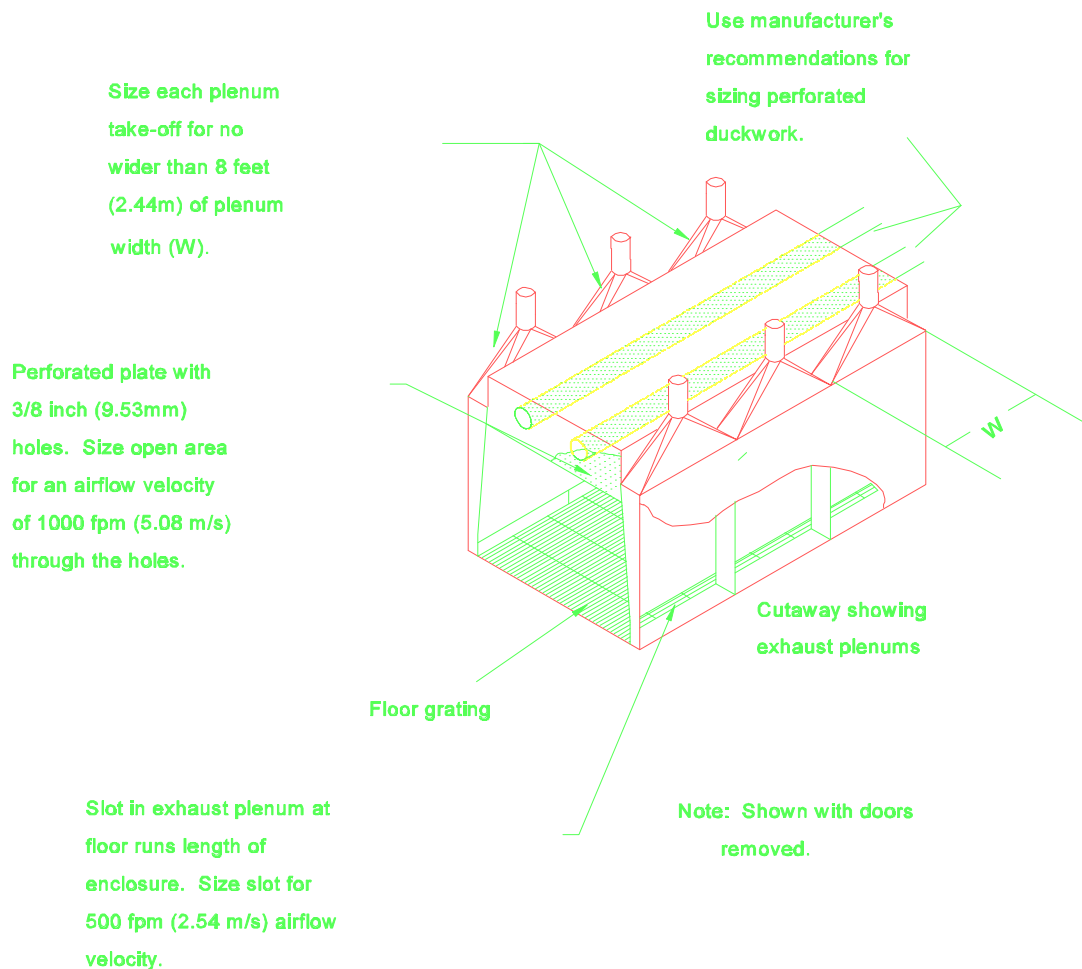 Use manufacturer's
recommendations for
sizing perforated
duckwork.
Size each plenum
take-off for no
wider than 8 feet
(2.44m) of plenum
width (W).
Perforated plate with
3/8 inch (9.53mm)
holes.  Size open area
for an airflow velocity
of 1000 fpm (5.08 m/s)
through the holes.
W
Cutaway showing
exhaust plenums
Floor grating
Slot in exhaust plenum at
floor runs length of
enclosure.  Size slot for
500 fpm (2.54 m/s) airflow
velocity.
Note:  Shown with doors
removed.